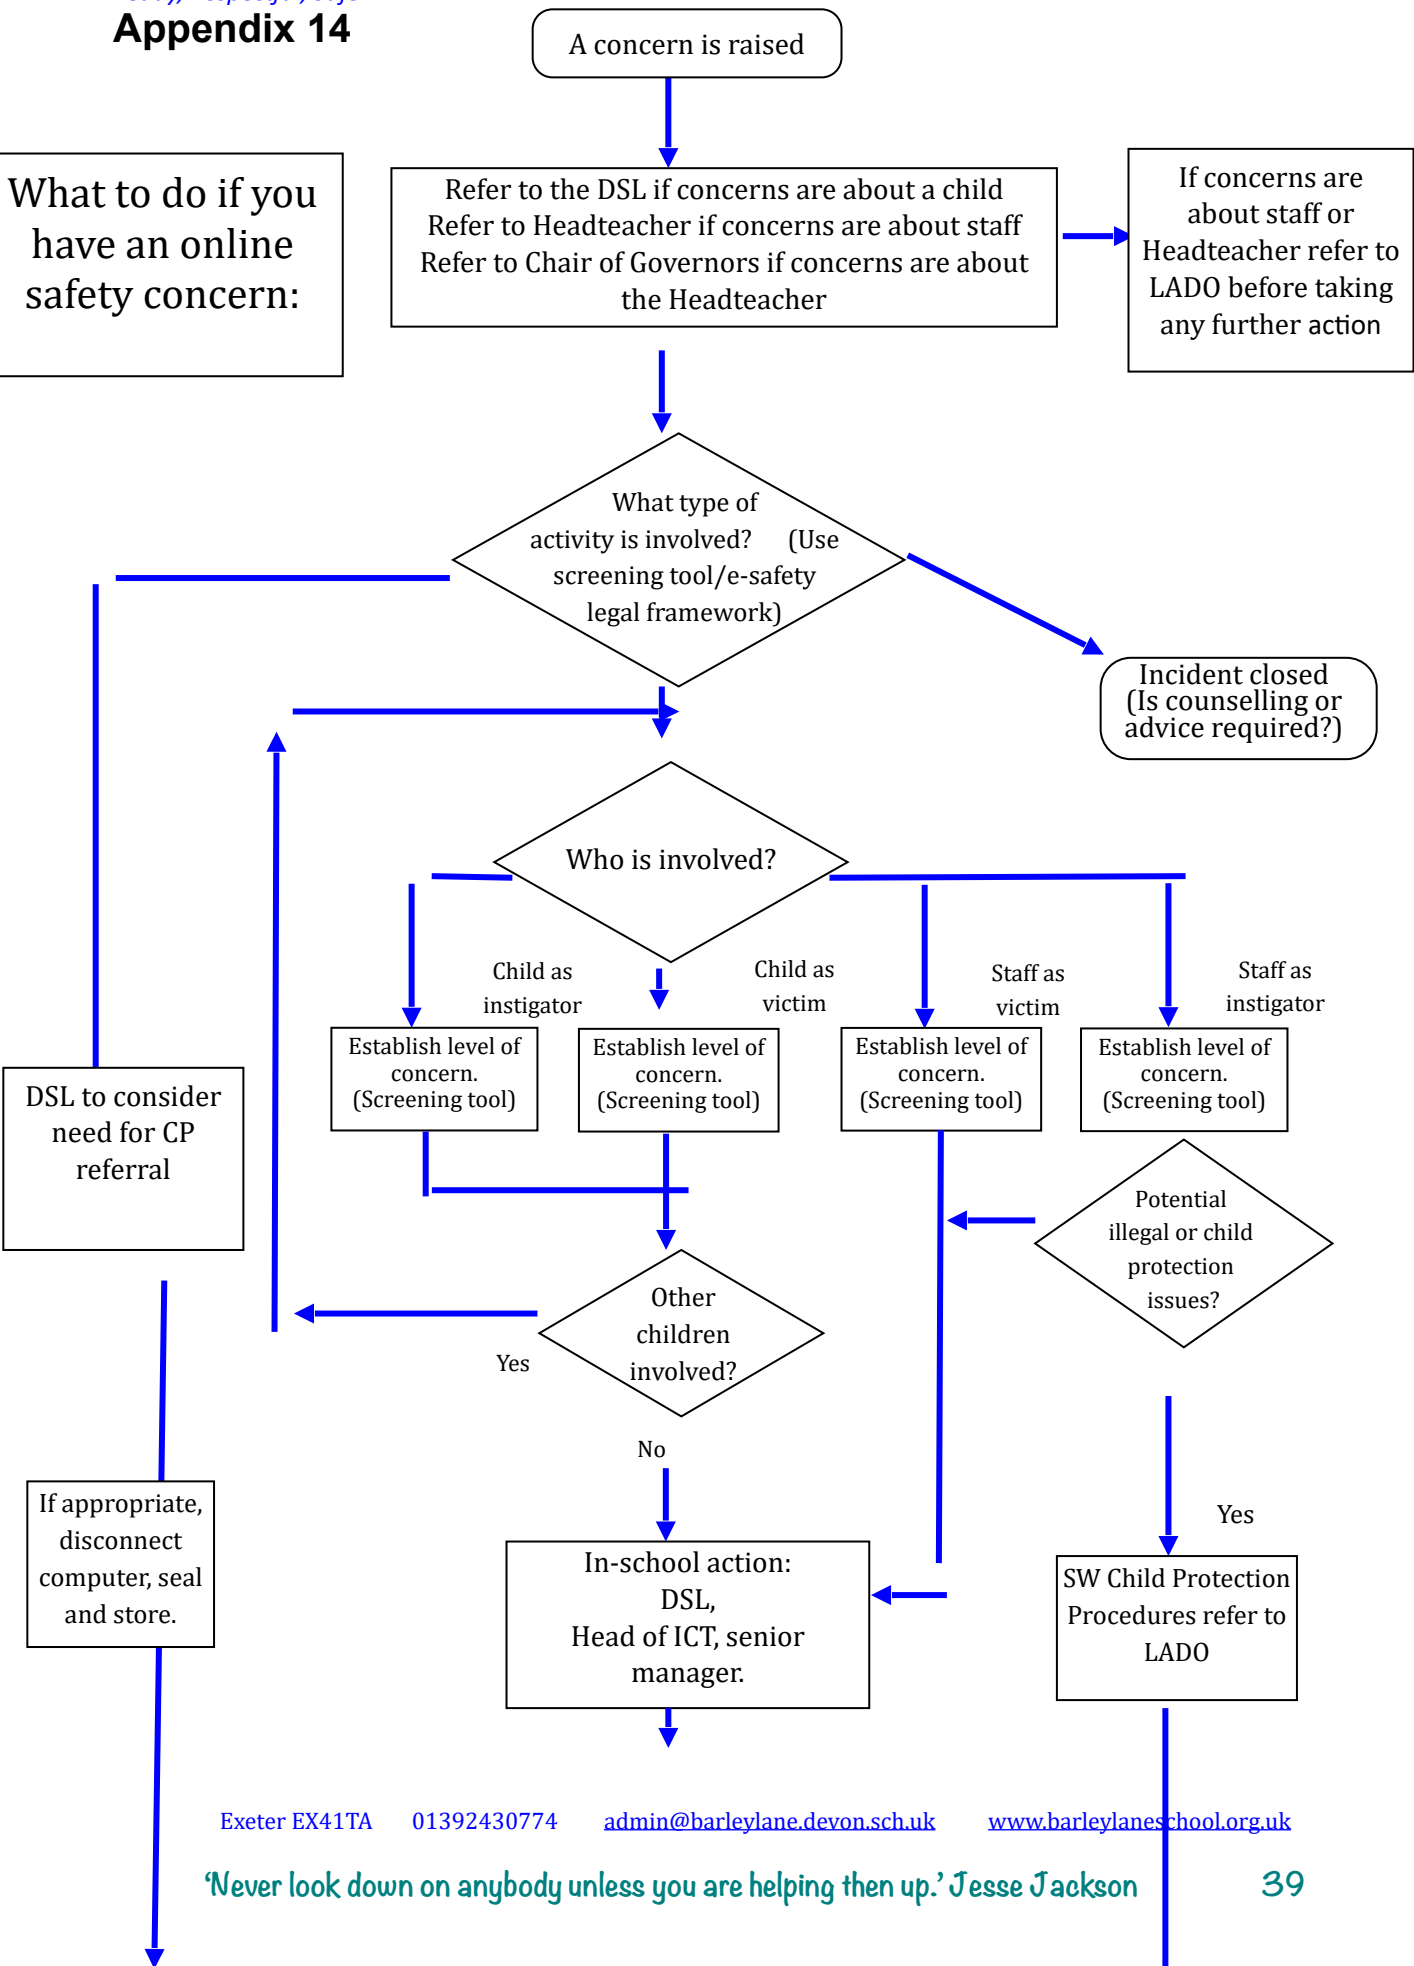 Appendix 14
A concern is raised
What to do if you
have an online
safety concern:
Refer to the DSL if concerns are about a child
Refer to Headteacher if concerns are about staff
Refer to Chair of Governors if concerns are about
the Headteacher
If concerns are
about staff or
Headteacher refer to
LADO before taking
any further action
What type of
activity is involved? (Use
screening tool/e-safety
legal framework)
Incident closed
(Is counselling or
advice required?)
Who is involved?
Child as
instigator
Child as
victim
Staff as
victim
Staff as
instigator
Establish level of
concern.
(Screening tool)
Establish level of
concern.
(Screening tool)
Establish level of
concern.
(Screening tool)
Establish level of
concern.
(Screening tool)
DSL to consider
need for CP
referral
Potential
illegal or child
protection
issues?
Other
children
involved?
Yes
No
If appropriate,
disconnect
computer, seal
and store.
In-school action:
DSL,
Head of ICT, senior
manager.
Yes
SW Child Protection
Procedures refer to
LADO
Exeter EX41TA 01392430774 admin@barleylane.devon.sch.uk www.barleylaneschool.org.uk
‘Never look down on anybody unless you are helping then up.’ Jesse Jackson 39